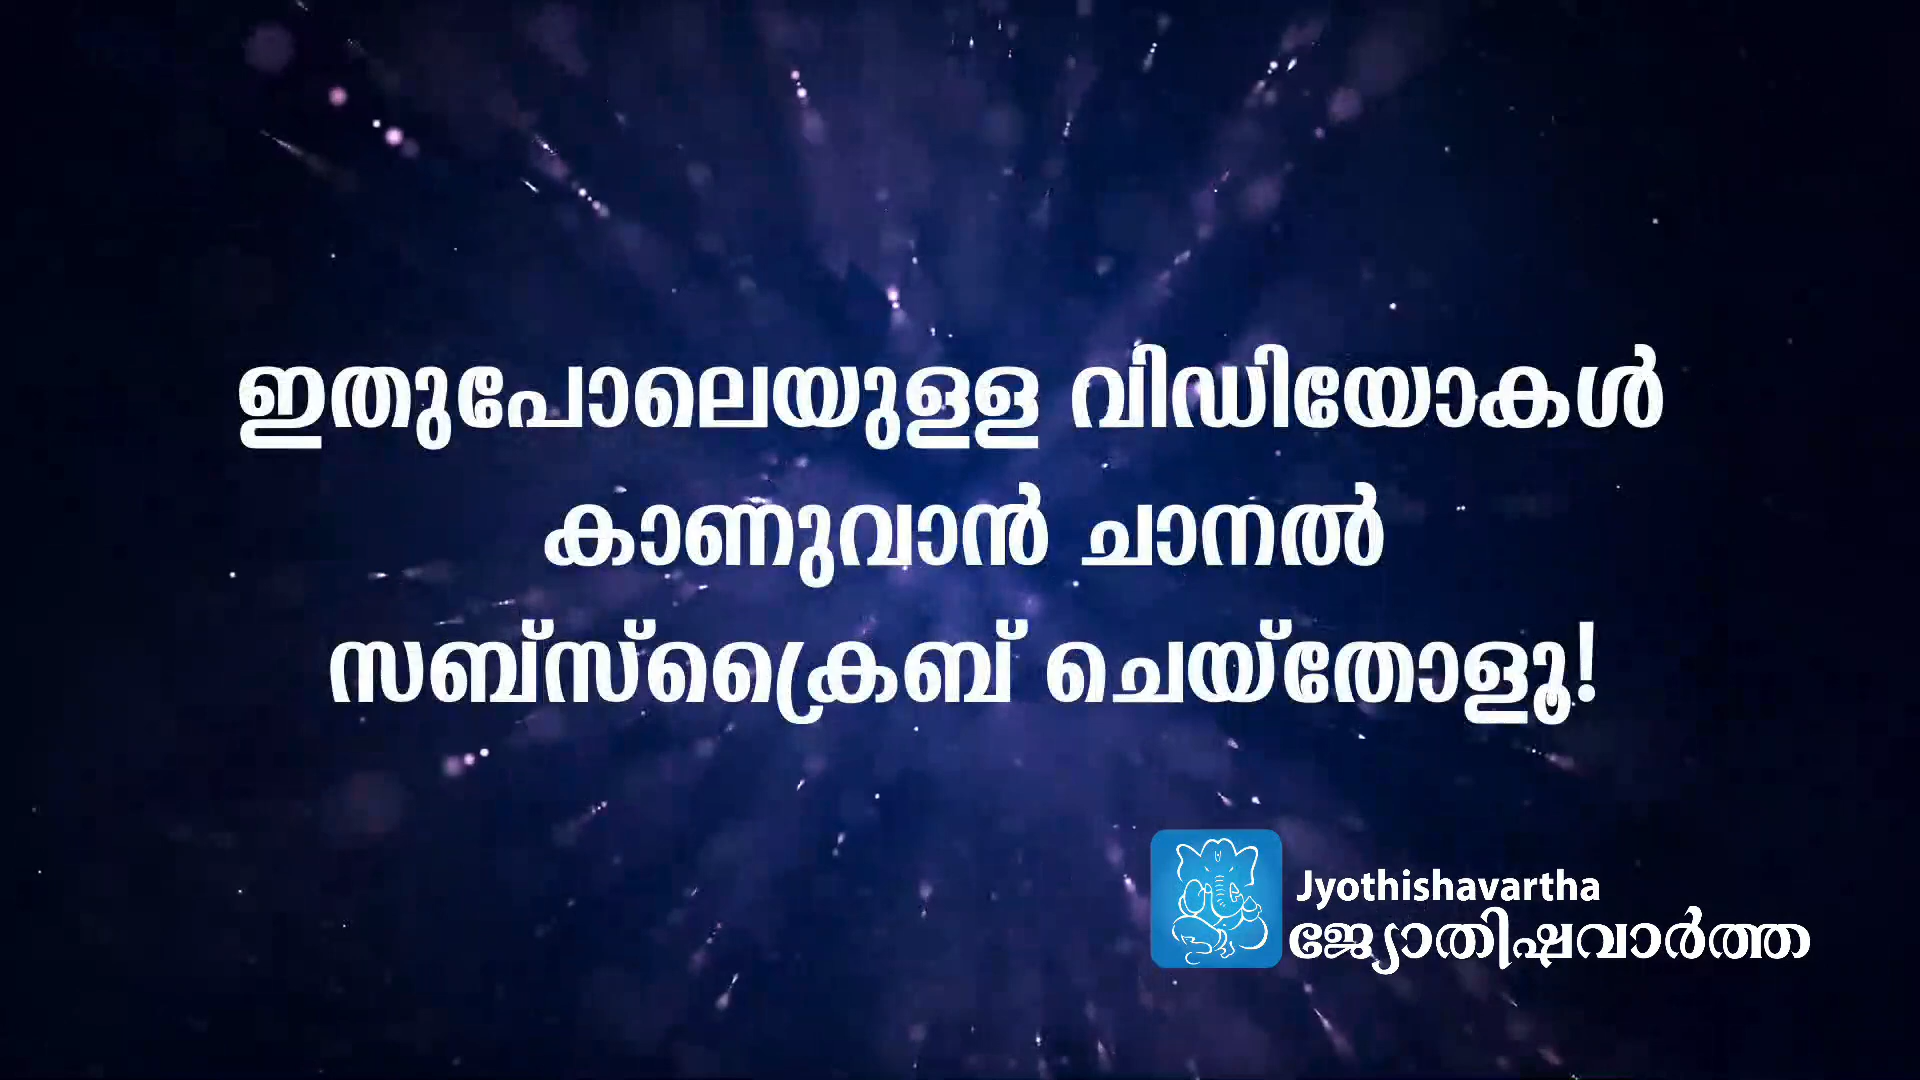 ഇതുപോലെയുള്ള വിഡിയോകൾ
കാണുവാൻ ചാനൽ
സബ്സ്ക്രൈബ് ചെയ്തോളൂ!
Jyothishavartha
ജ്യോതിഷവാർത്ത